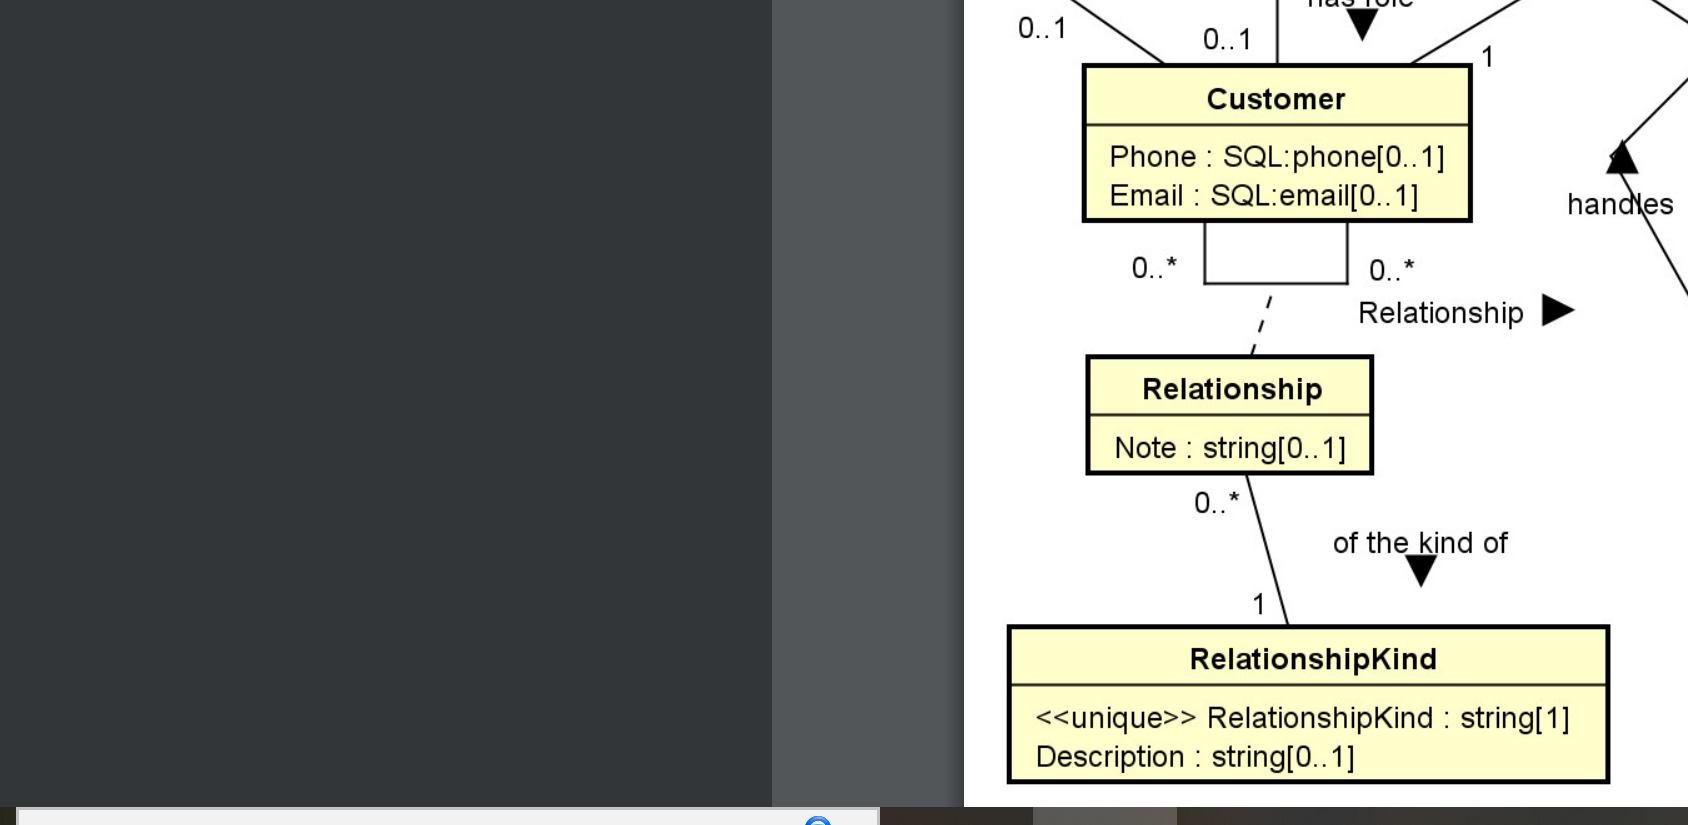 has role
0..1
0..1
1
Customer
Phone : SQL:phone[0..1]
Email : SQL:email[0..1]
handles
0..*
0..*
Relationship
Relationship
Note : string[0..1]
0..*
of the kind of
1
RelationshipKind
<<unique>> RelationshipKind : string[1]
Description : string[0..1]